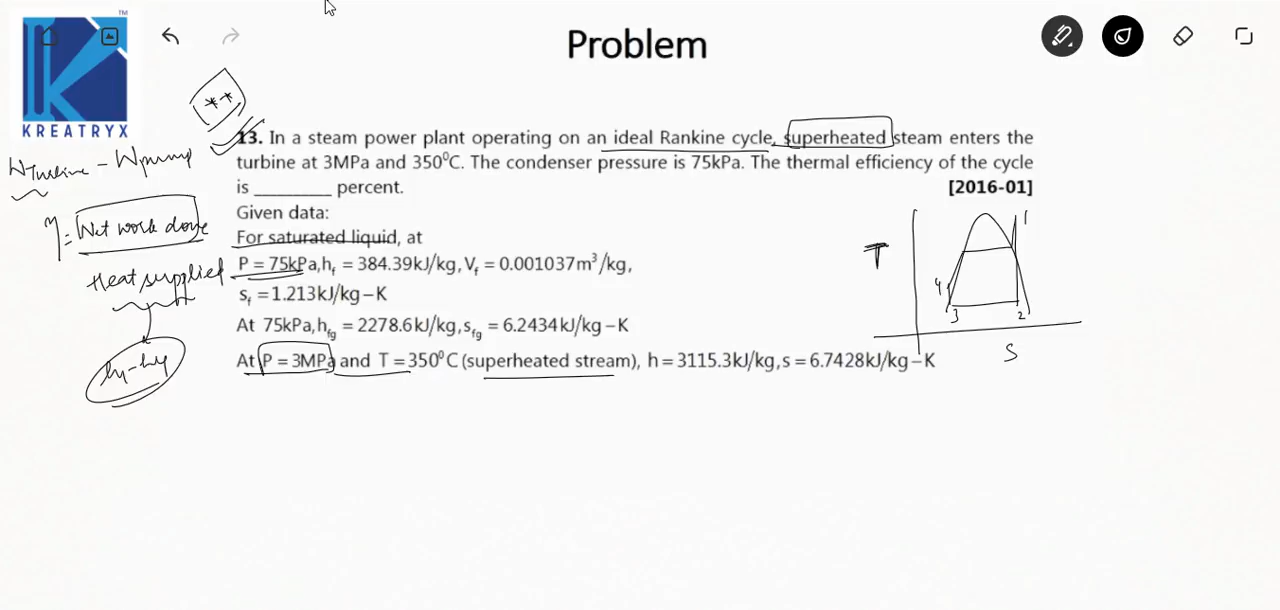 Problem
TM
KREATRYX
**
13. In a steam power plant operating on an ideal Rankine cycle, superheated steam enters the
turbine at 3MPa and 350⁰C. The condenser pressure is 75kPa. The thermal efficiency of the cycle
is ________ percent. [2016-01]
Given data:
For saturated liquid, at
P = 75kPa, hf = 384.39kJ/kg, Vf = 0.001037m³/kg,
sf = 1.213kJ/kg–K
At 75kPa, hfg = 2278.6kJ/kg, sfg = 6.2434kJ/kg–K
At P = 3MPa and T = 350⁰C (superheated stream), h = 3115.3kJ/kg, s = 6.7428kJ/kg–K
WTurbine - Wpump
η = Net work done
Heat supplied
h1-h4
T
1
4
3
2
S